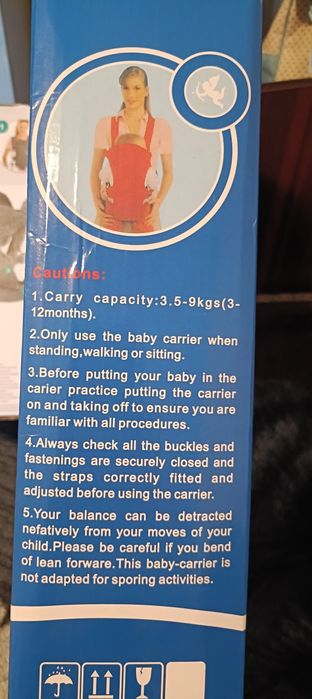 Cautions:
1.Carry capacity:3.5-9kgs(3-
12months).
2.Only use the baby carrier when
standing,walking or sitting.
3.Before putting your baby in the
carier practice putting the carrier
on and taking off to ensure you are
familiar with all procedures.
4.Always check all the buckles and
fastenings are securely closed and
the straps correctly fitted and
adjusted before using the carrier.
5.Your balance can be detracted
nefatively from your moves of your
child.Please be careful if you bend
of lean forware.This baby-carrier is
not adapted for sporing activities.